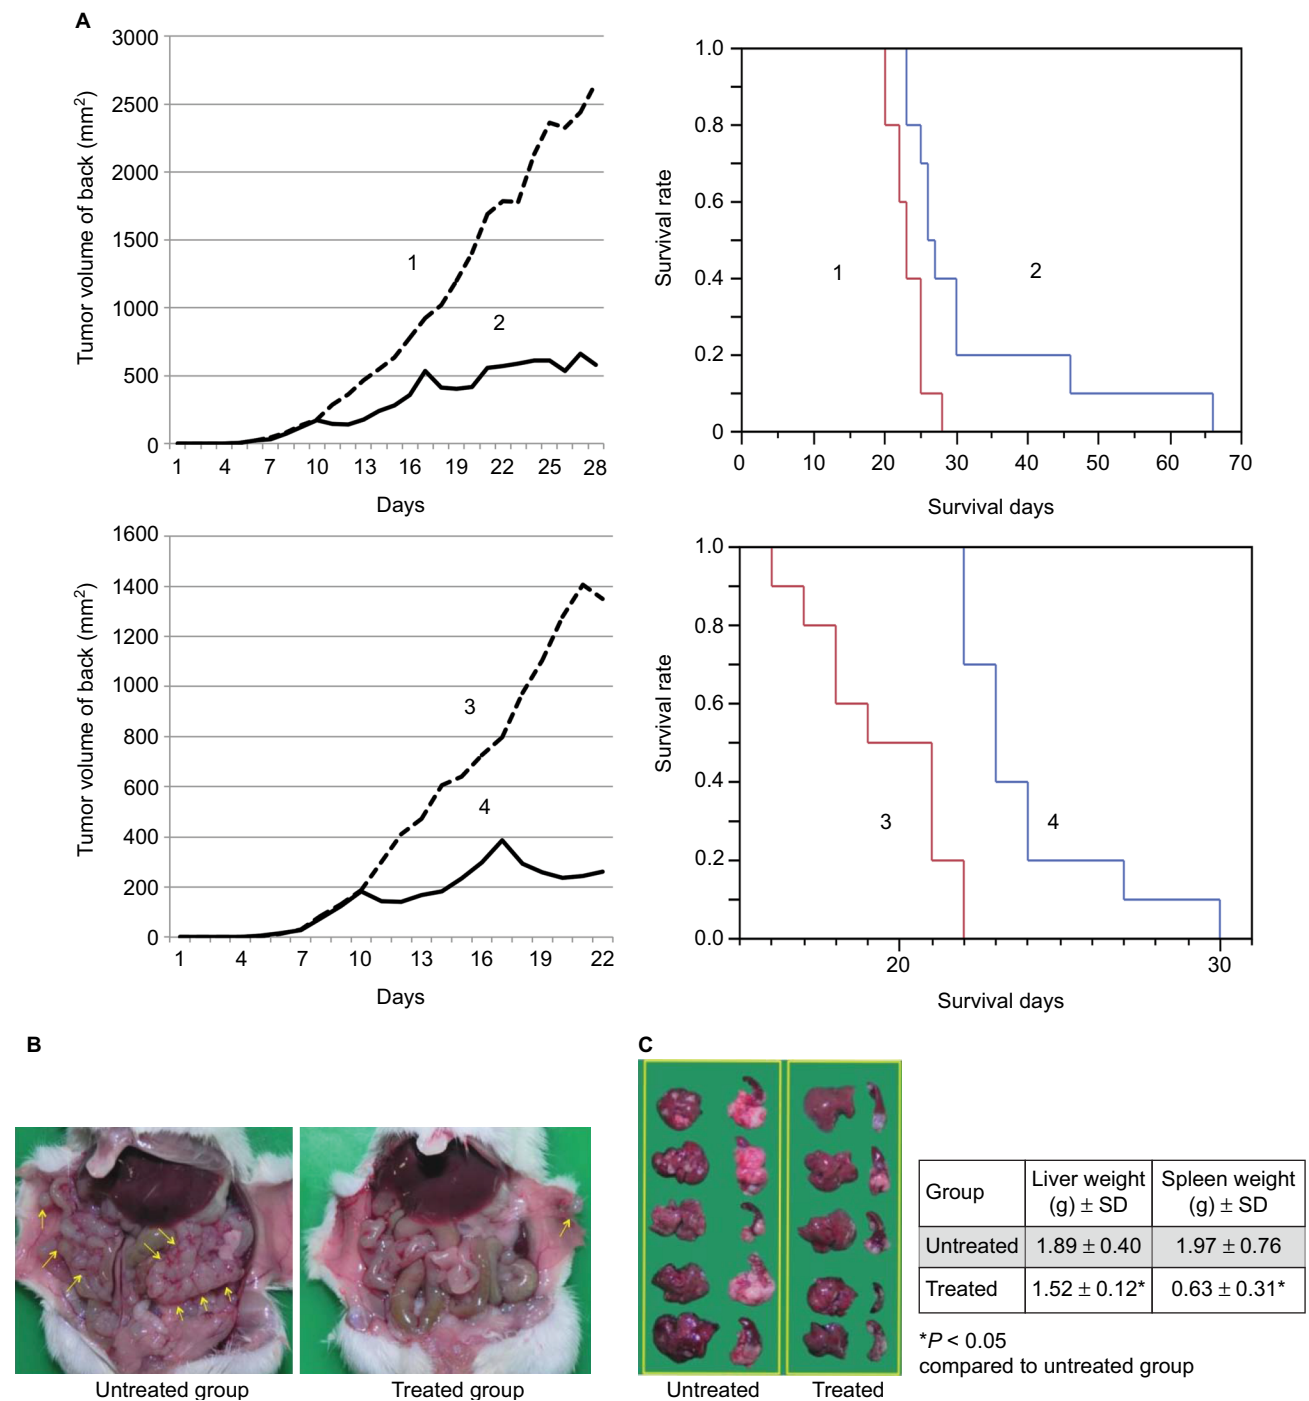 A
3000
2500
2000
1500
1000
500
0
Tumor volume of back (mm²)
1
2
1 4 7 10 13 16 19 22 25 28
Days
1.0
0.8
0.6
0.4
0.2
0
Survival rate
1
2
0 10 20 30 40 50 60 70
Survival days
1600
1400
1200
1000
800
600
400
200
0
Tumor volume of back (mm²)
3
4
1 4 7 10 13 16 19 22
Days
1.0
0.8
0.6
0.4
0.2
0.0
Survival rate
3
4
20 30
Survival days
B
Untreated group
Treated group
C
Untreated
Treated
Group
Liver weight
(g) ± SD
Spleen weight
(g) ± SD
Untreated 1.89 ± 0.40 1.97 ± 0.76
Treated 1.52 ± 0.12* 0.63 ± 0.31*
*P < 0.05
compared to untreated group